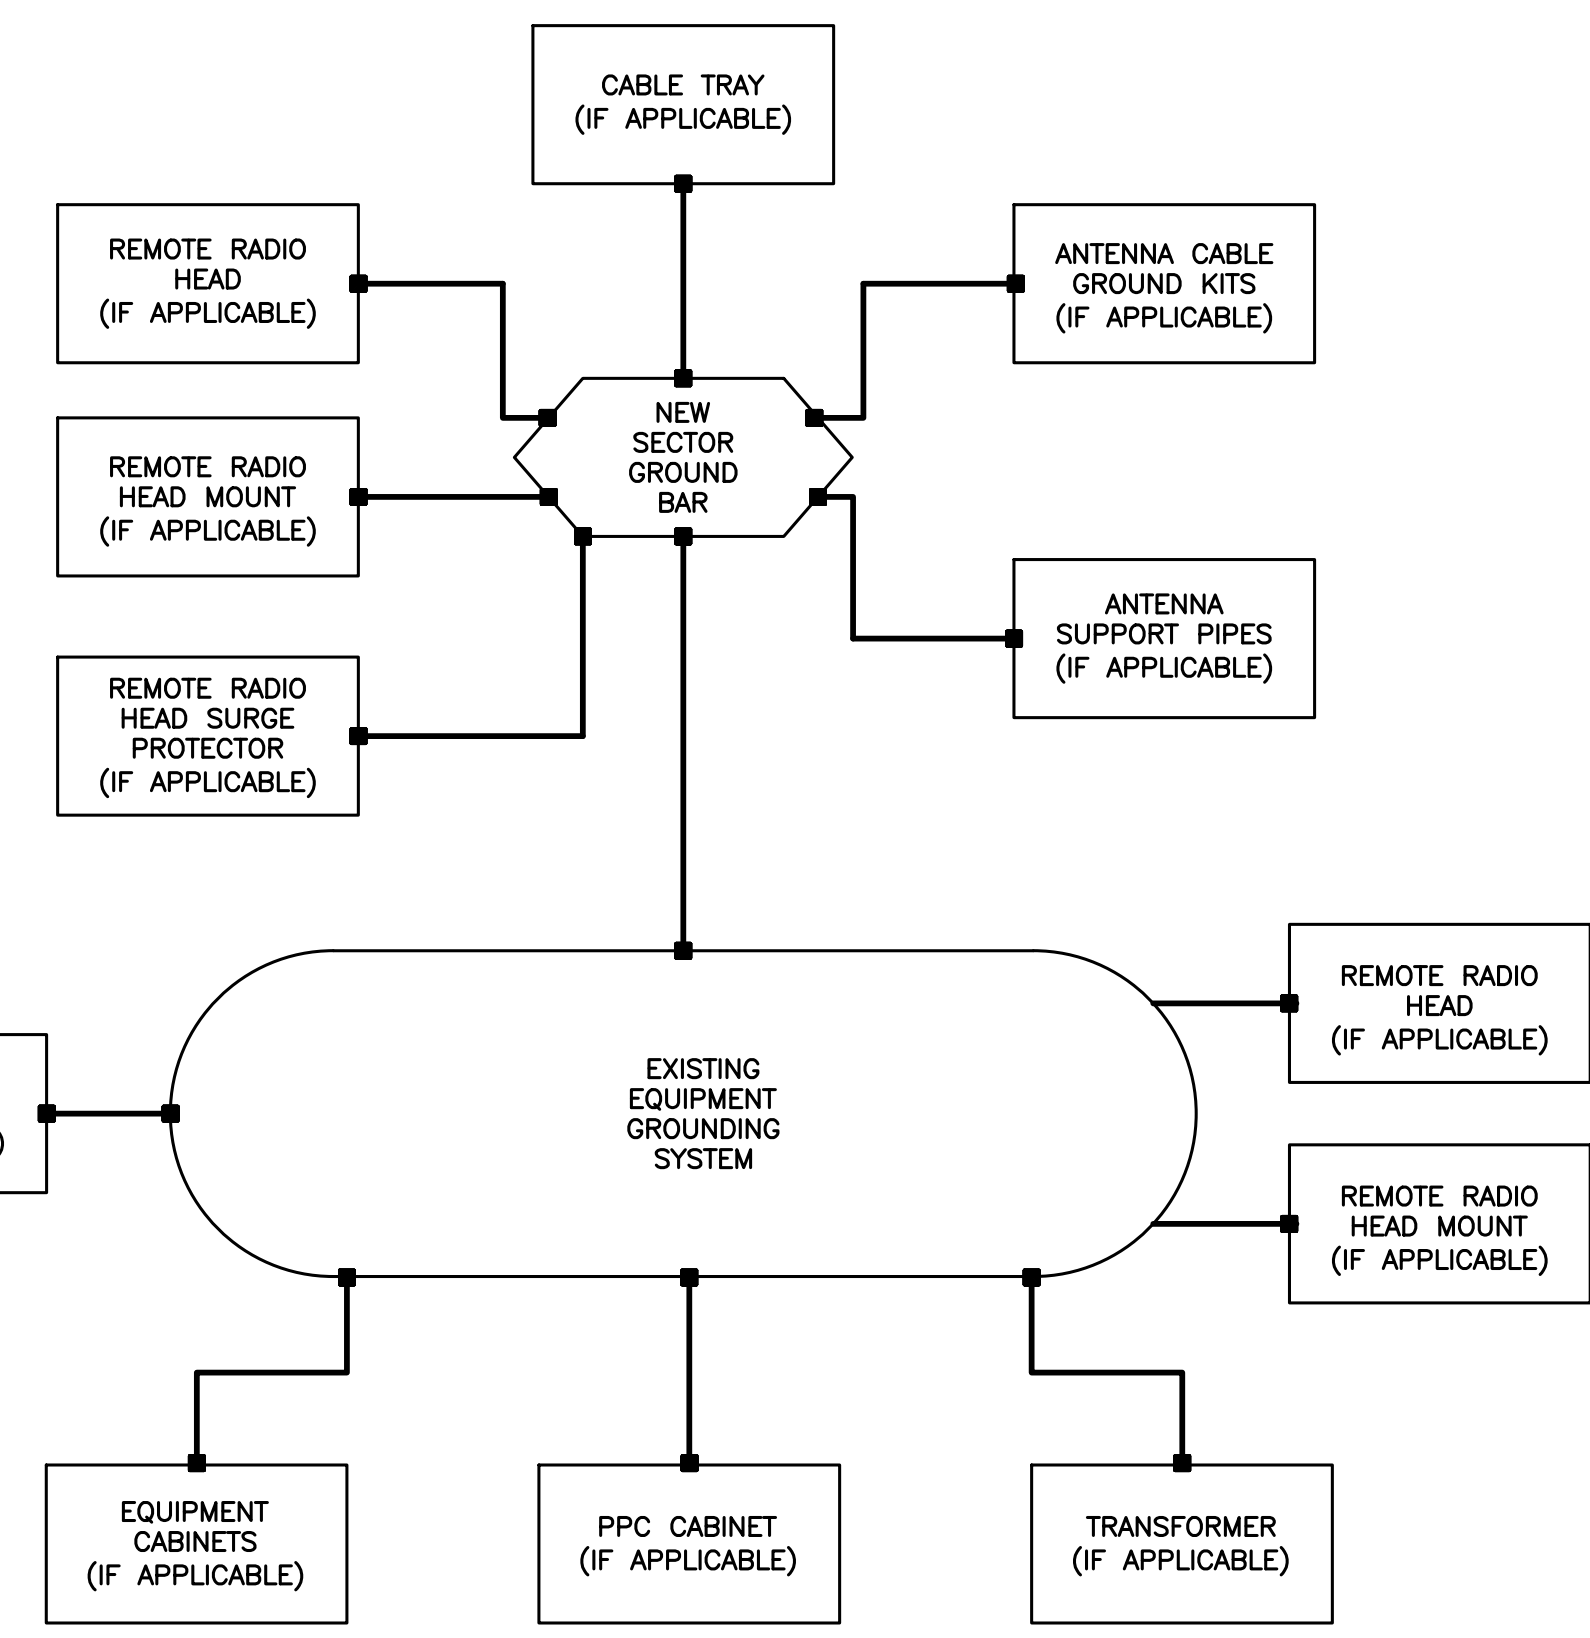 CABLE TRAY
(IF APPLICABLE)
REMOTE RADIO
HEAD
(IF APPLICABLE)
ANTENNA CABLE
GROUND KITS
(IF APPLICABLE)
NEW
SECTOR
GROUND
BAR
REMOTE RADIO
HEAD MOUNT
(IF APPLICABLE)
ANTENNA
SUPPORT PIPES
(IF APPLICABLE)
REMOTE RADIO
HEAD SURGE
PROTECTOR
(IF APPLICABLE)
REMOTE RADIO
HEAD
(IF APPLICABLE)
EXISTING
EQUIPMENT
GROUNDING
SYSTEM
)
REMOTE RADIO
HEAD MOUNT
(IF APPLICABLE)
EQUIPMENT
CABINETS
(IF APPLICABLE)
PPC CABINET
(IF APPLICABLE)
TRANSFORMER
(IF APPLICABLE)